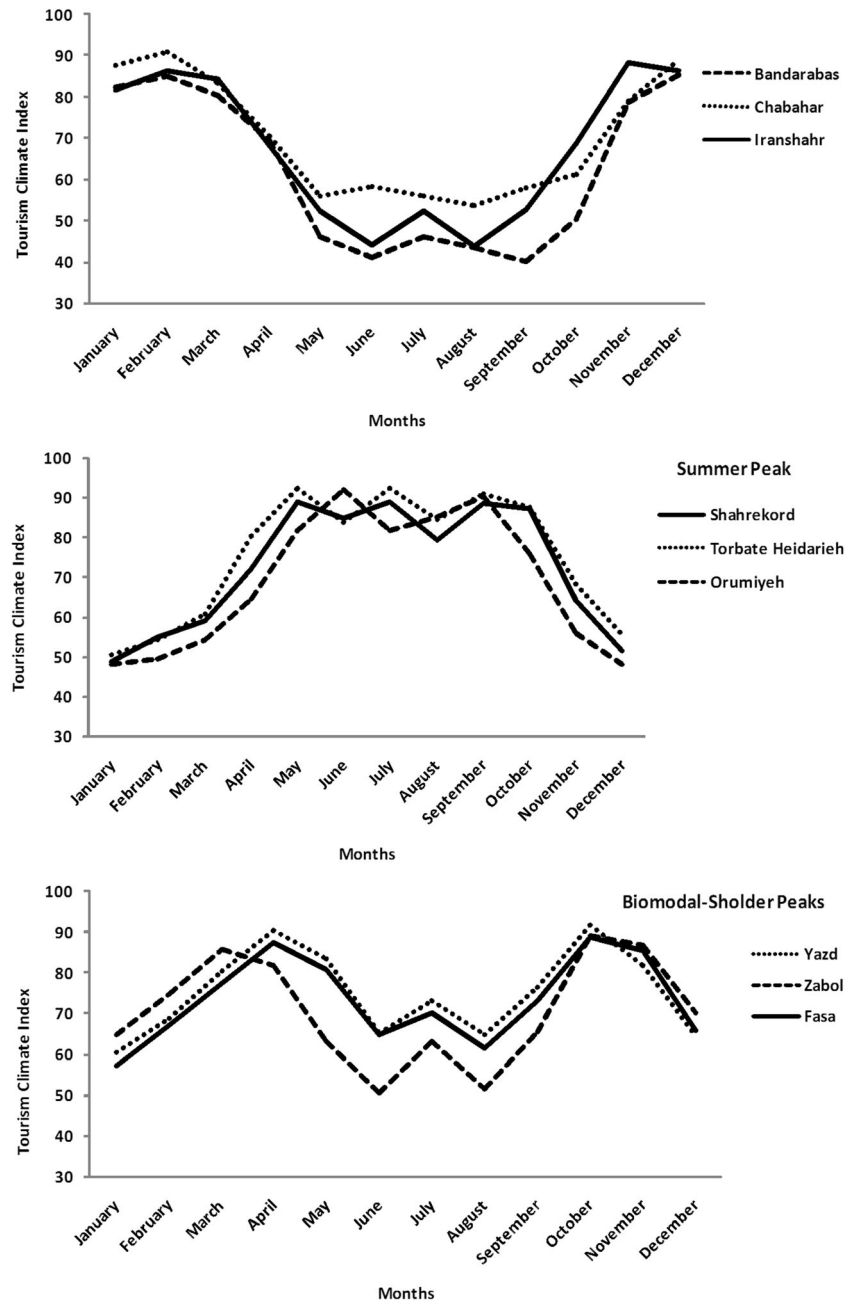 100
90
80
70
60
50
40
30
Tourism Climate Index
January
February
March
April
May
June
July
August
September
October
November
December
Months
Bandarabas
Chabahar
Iranshahr
100
90
80
70
60
50
40
30
Tourism Climate Index
January
February
March
April
May
June
July
August
September
October
November
December
Months
Summer Peak
Shahrekord
Torbate Heidarieh
Orumiyeh
100
90
80
70
60
50
40
30
Tourism Climate Index
January
February
March
April
May
June
July
August
September
October
November
December
Months
Biomodal-Sholder Peaks
Yazd
Zabol
Fasa